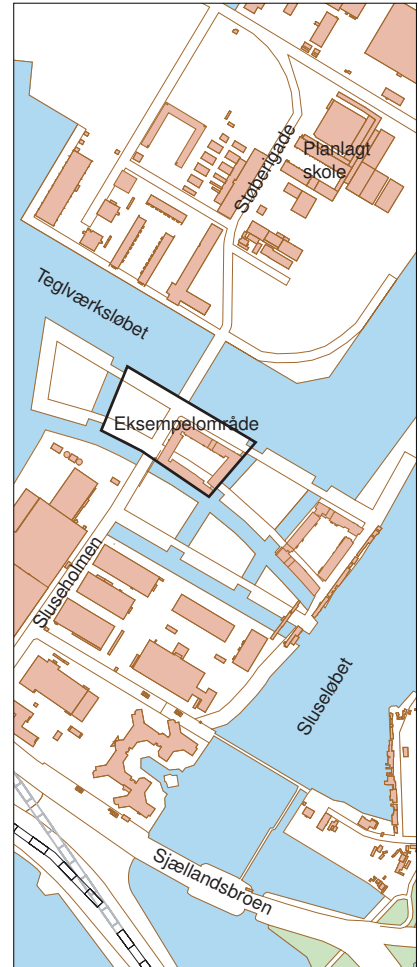 Støberigade
Planlagt
skole
Teglværksløbet
Eksempelområde
Sluseholmen
Sluseløbet
Sjællandsbroen